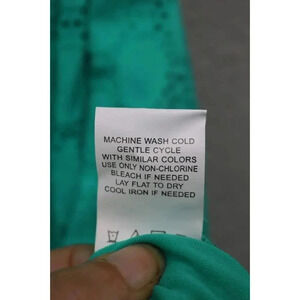 MACHINE WASH COLD
GENTLE CYCLE
WITH SIMILAR COLORS
USE ONLY NON-CHLORINE
BLEACH IF NEEDED
LAY FLAT TO DRY
COOL IRON IF NEEDED